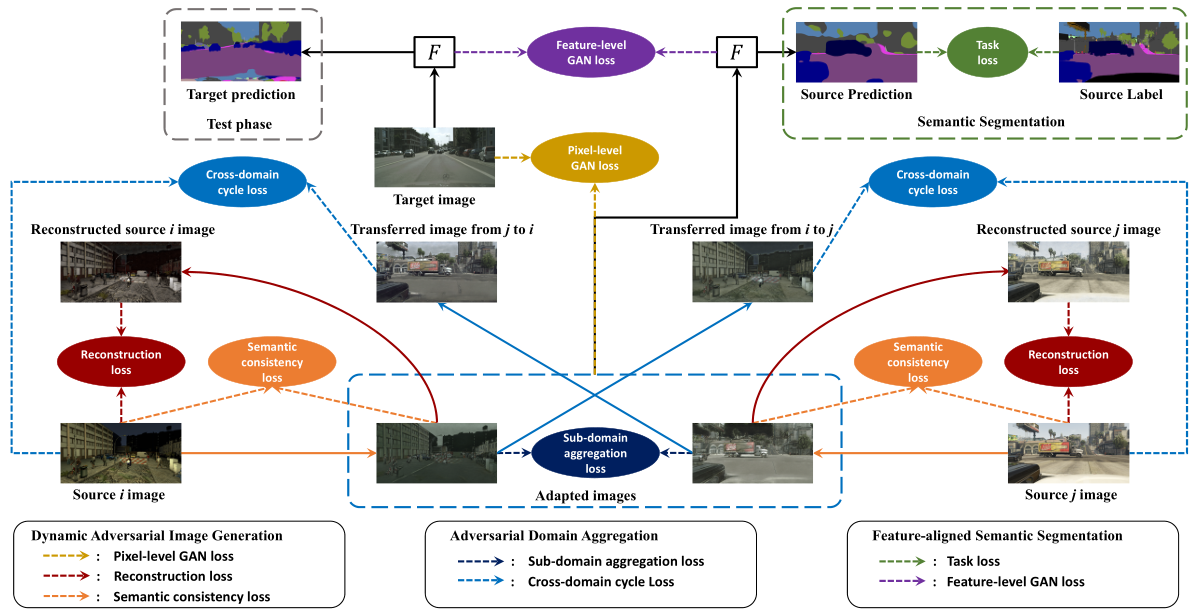 F
Feature-level
GAN loss
F
Task
loss
Target prediction
Test phase
Source Prediction
Source Label
Semantic Segmentation
Pixel-level
GAN loss
Target image
Cross-domain
cycle loss
Cross-domain
cycle loss
Reconstructed source i image
Transferred image from j to i
Transferred image from i to j
Reconstructed source j image
Reconstruction
loss
Semantic
consistency
loss
Semantic
consistency
loss
Reconstruction
loss
Sub-domain
aggregation
loss
Source i image
Adapted images
Source j image
Dynamic Adversarial Image Generation
: Pixel-level GAN loss
: Reconstruction loss
: Semantic consistency loss
Adversarial Domain Aggregation
: Sub-domain aggregation loss
: Cross-domain cycle Loss
Feature-aligned Semantic Segmentation
: Task loss
: Feature-level GAN loss